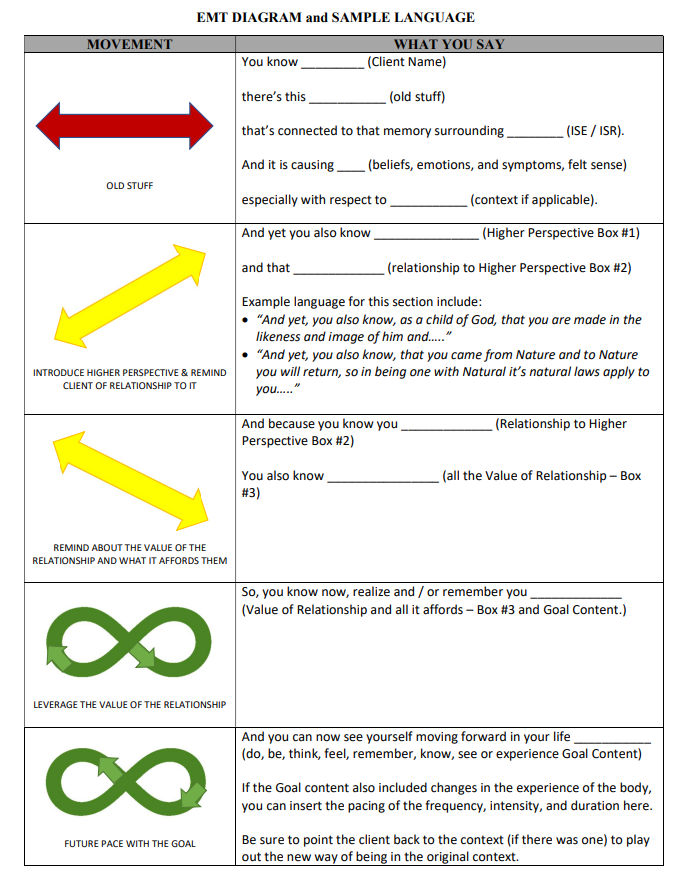 EMT DIAGRAM and SAMPLE LANGUAGE
MOVEMENT
WHAT YOU SAY
OLD STUFF
You know _________ (Client Name)
there’s this ___________ (old stuff)
that’s connected to that memory surrounding ________ (ISE / ISR).
And it is causing ____ (beliefs, emotions, and symptoms, felt sense)
especially with respect to ___________ (context if applicable).
INTRODUCE HIGHER PERSPECTIVE & REMIND
CLIENT OF RELATIONSHIP TO IT
And yet you also know _______________ (Higher Perspective Box #1)
and that _____________ (relationship to Higher Perspective Box #2)
Example language for this section include:
• “And yet, you also know, as a child of God, that you are made in the
likeness and image of him and…..”
• “And yet, you also know, that you came from Nature and to Nature
you will return, so in being one with Natural it’s natural laws apply to
you…..”
REMIND ABOUT THE VALUE OF THE
RELATIONSHIP AND WHAT IT AFFORDS THEM
And because you know you _____________ (Relationship to Higher
Perspective Box #2)
You also know ________________ (all the Value of Relationship – Box
#3)
LEVERAGE THE VALUE OF THE RELATIONSHIP
So, you know now, realize and / or remember you _____________
(Value of Relationship and all it affords – Box #3 and Goal Content.)
FUTURE PACE WITH THE GOAL
And you can now see yourself moving forward in your life ___________
(do, be, think, feel, remember, know, see or experience Goal Content)
If the Goal content also included changes in the experience of the body,
you can insert the pacing of the frequency, intensity, and duration here.
Be sure to point the client back to the context (if there was one) to play
out the new way of being in the original context.